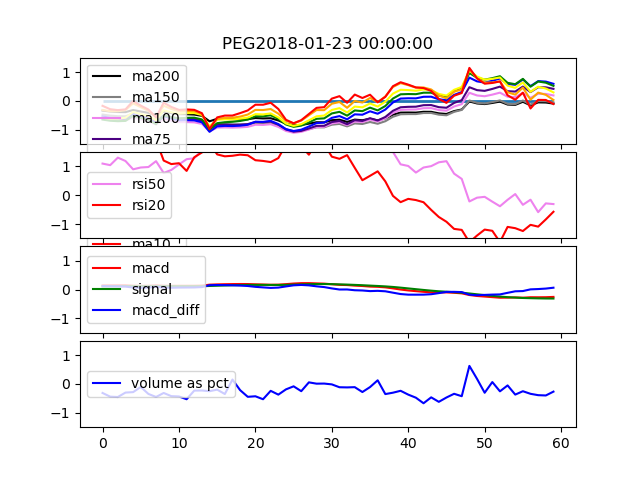 PEG2018-01-23 00:00:00
1
0
−1
ma200
ma150
ma100
ma75
1
0
−1
rsi50
rsi20
ma10
1
0
−1
macd
signal
macd_diff
1
0
−1
volume as pct
0 10 20 30 40 50 60